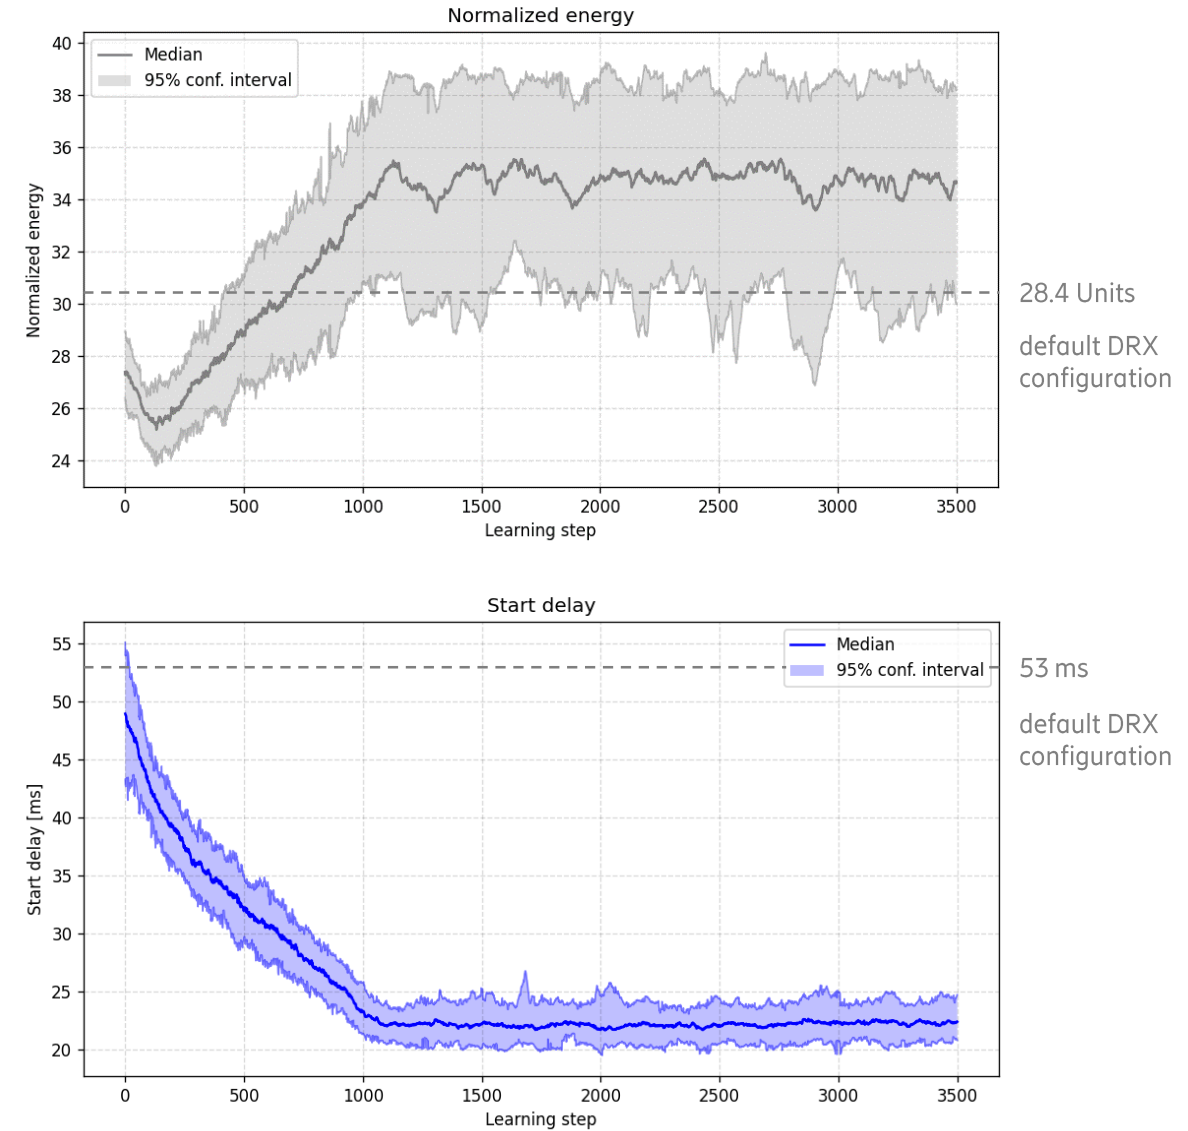 Normalized energy
Median
95% conf. interval
40
38
36
34
32
30
28
26
24
Normalized energy
0 500 1000 1500 2000 2500 3000 3500
Learning step
28.4 Units
default DRX
configuration
Start delay
Median
95% conf. interval
55
50
45
40
35
30
25
20
Start delay [ms]
0 500 1000 1500 2000 2500 3000 3500
Learning step
53 ms
default DRX
configuration